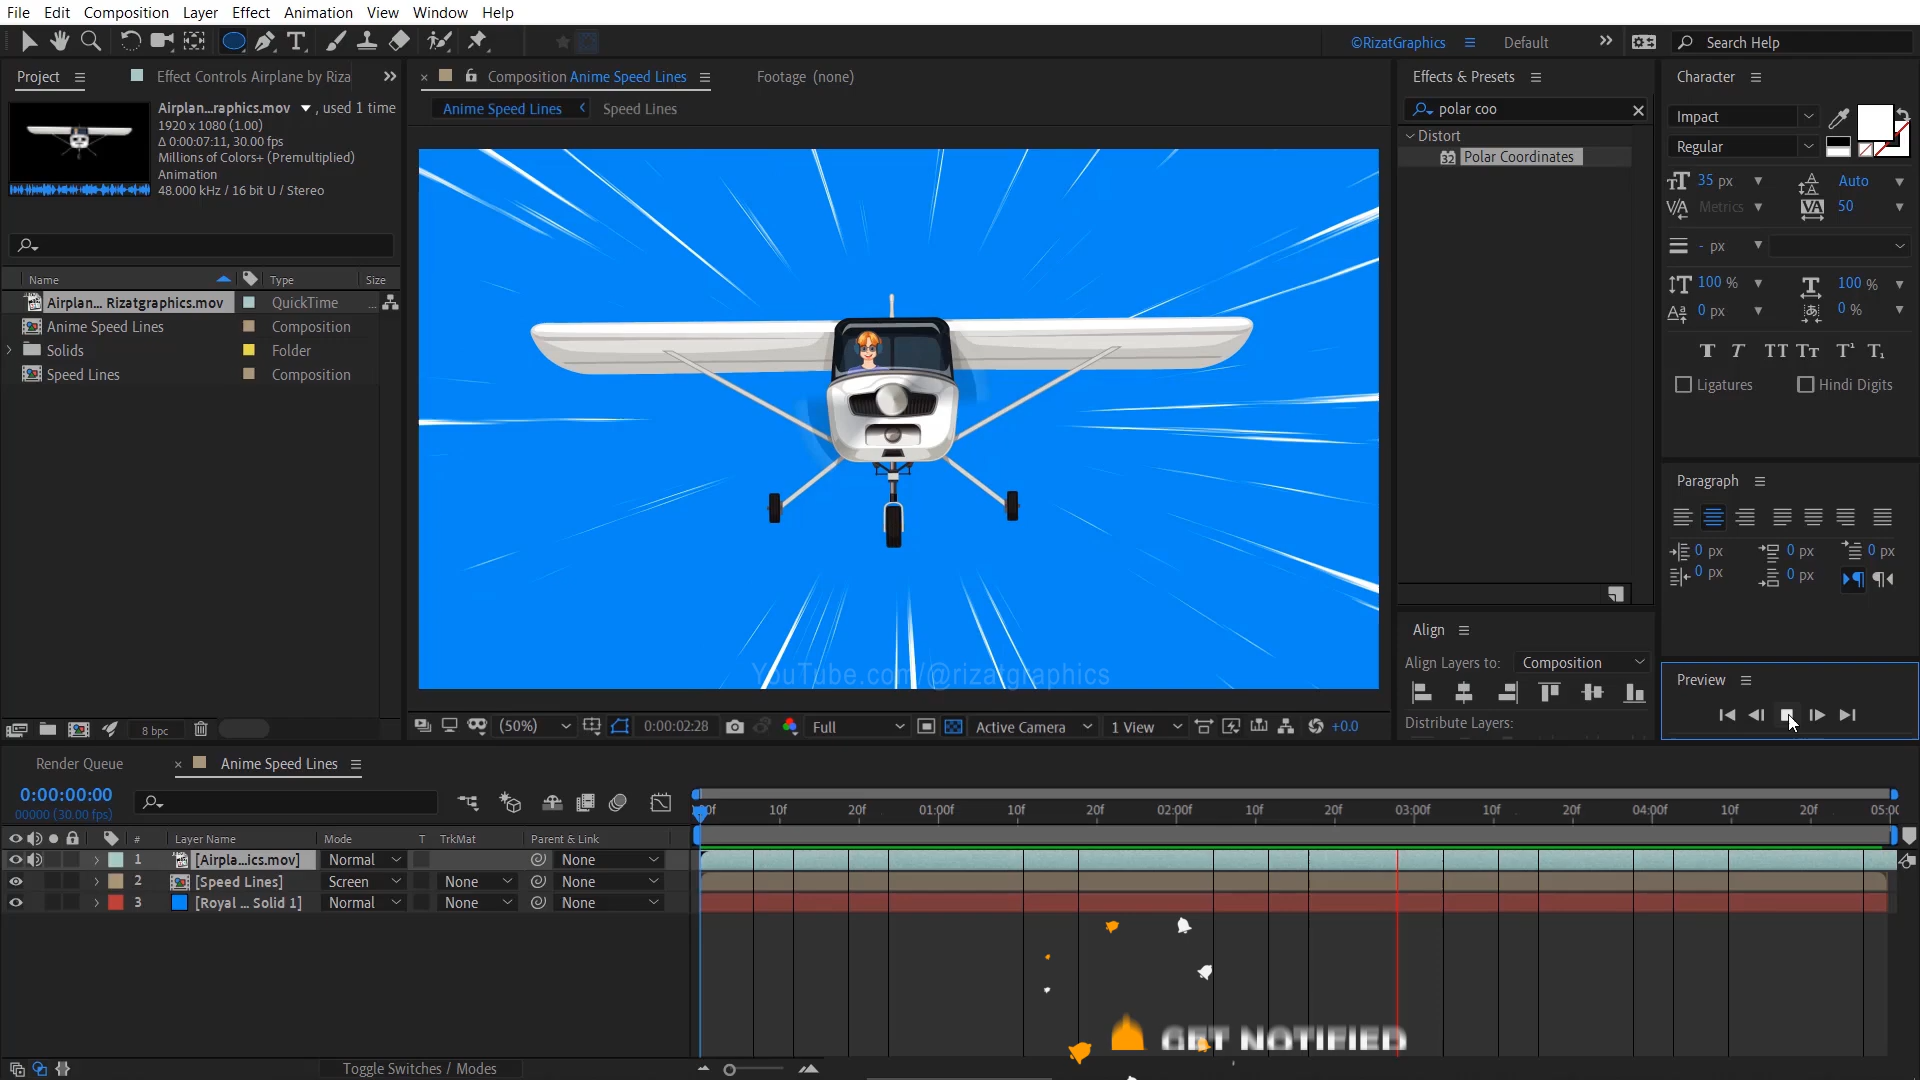 File Edit Composition Layer Effect Animation View Window Help
©RizatGraphics Default Search Help
Project Effect Controls Airplane by Riza
Composition Anime Speed Lines Footage (none)
Effects & Presets
Character
Airplan...raphics.mov , used 1 time
1920 x 1080 (1.00)
Δ 0:00:07:11, 30.00 fps
Millions of Colors+ (Premultiplied)
Animation
48.000 kHz / 16 bit U / Stereo
Anime Speed Lines Speed Lines
polar coo
Distort
32 Polar Coordinates
Impact
Regular
35 px Auto
Metrics 50
- px
100 % 100 %
0 px 0 %
Ligatures Hindi Digits
Name Type Size
Airplan... Rizatgraphics.mov QuickTime ...
Anime Speed Lines Composition
Solids Folder
Speed Lines Composition
Paragraph
0 px 0 px 0 px
0 px 0 px
YouTube.com/@rizatgraphics
Align
Align Layers to: Composition
Distribute Layers:
Preview
8 bpc
(50%) 0:00:02:28 Full Active Camera 1 View +0.0
Render Queue Anime Speed Lines
0:00:00:00
00000 (30.00 fps)
10f 20f 01:00f 10f 20f 02:00f 10f 20f 03:00f 10f 20f 04:00f 10f 20f 05:00
# Layer Name Mode T TrkMat Parent & Link
1 [Airpla...ics.mov] Normal None
2 [Speed Lines] Screen None None
3 [Royal ... Solid 1] Normal None None
GET NOTIFIED
Toggle Switches / Modes